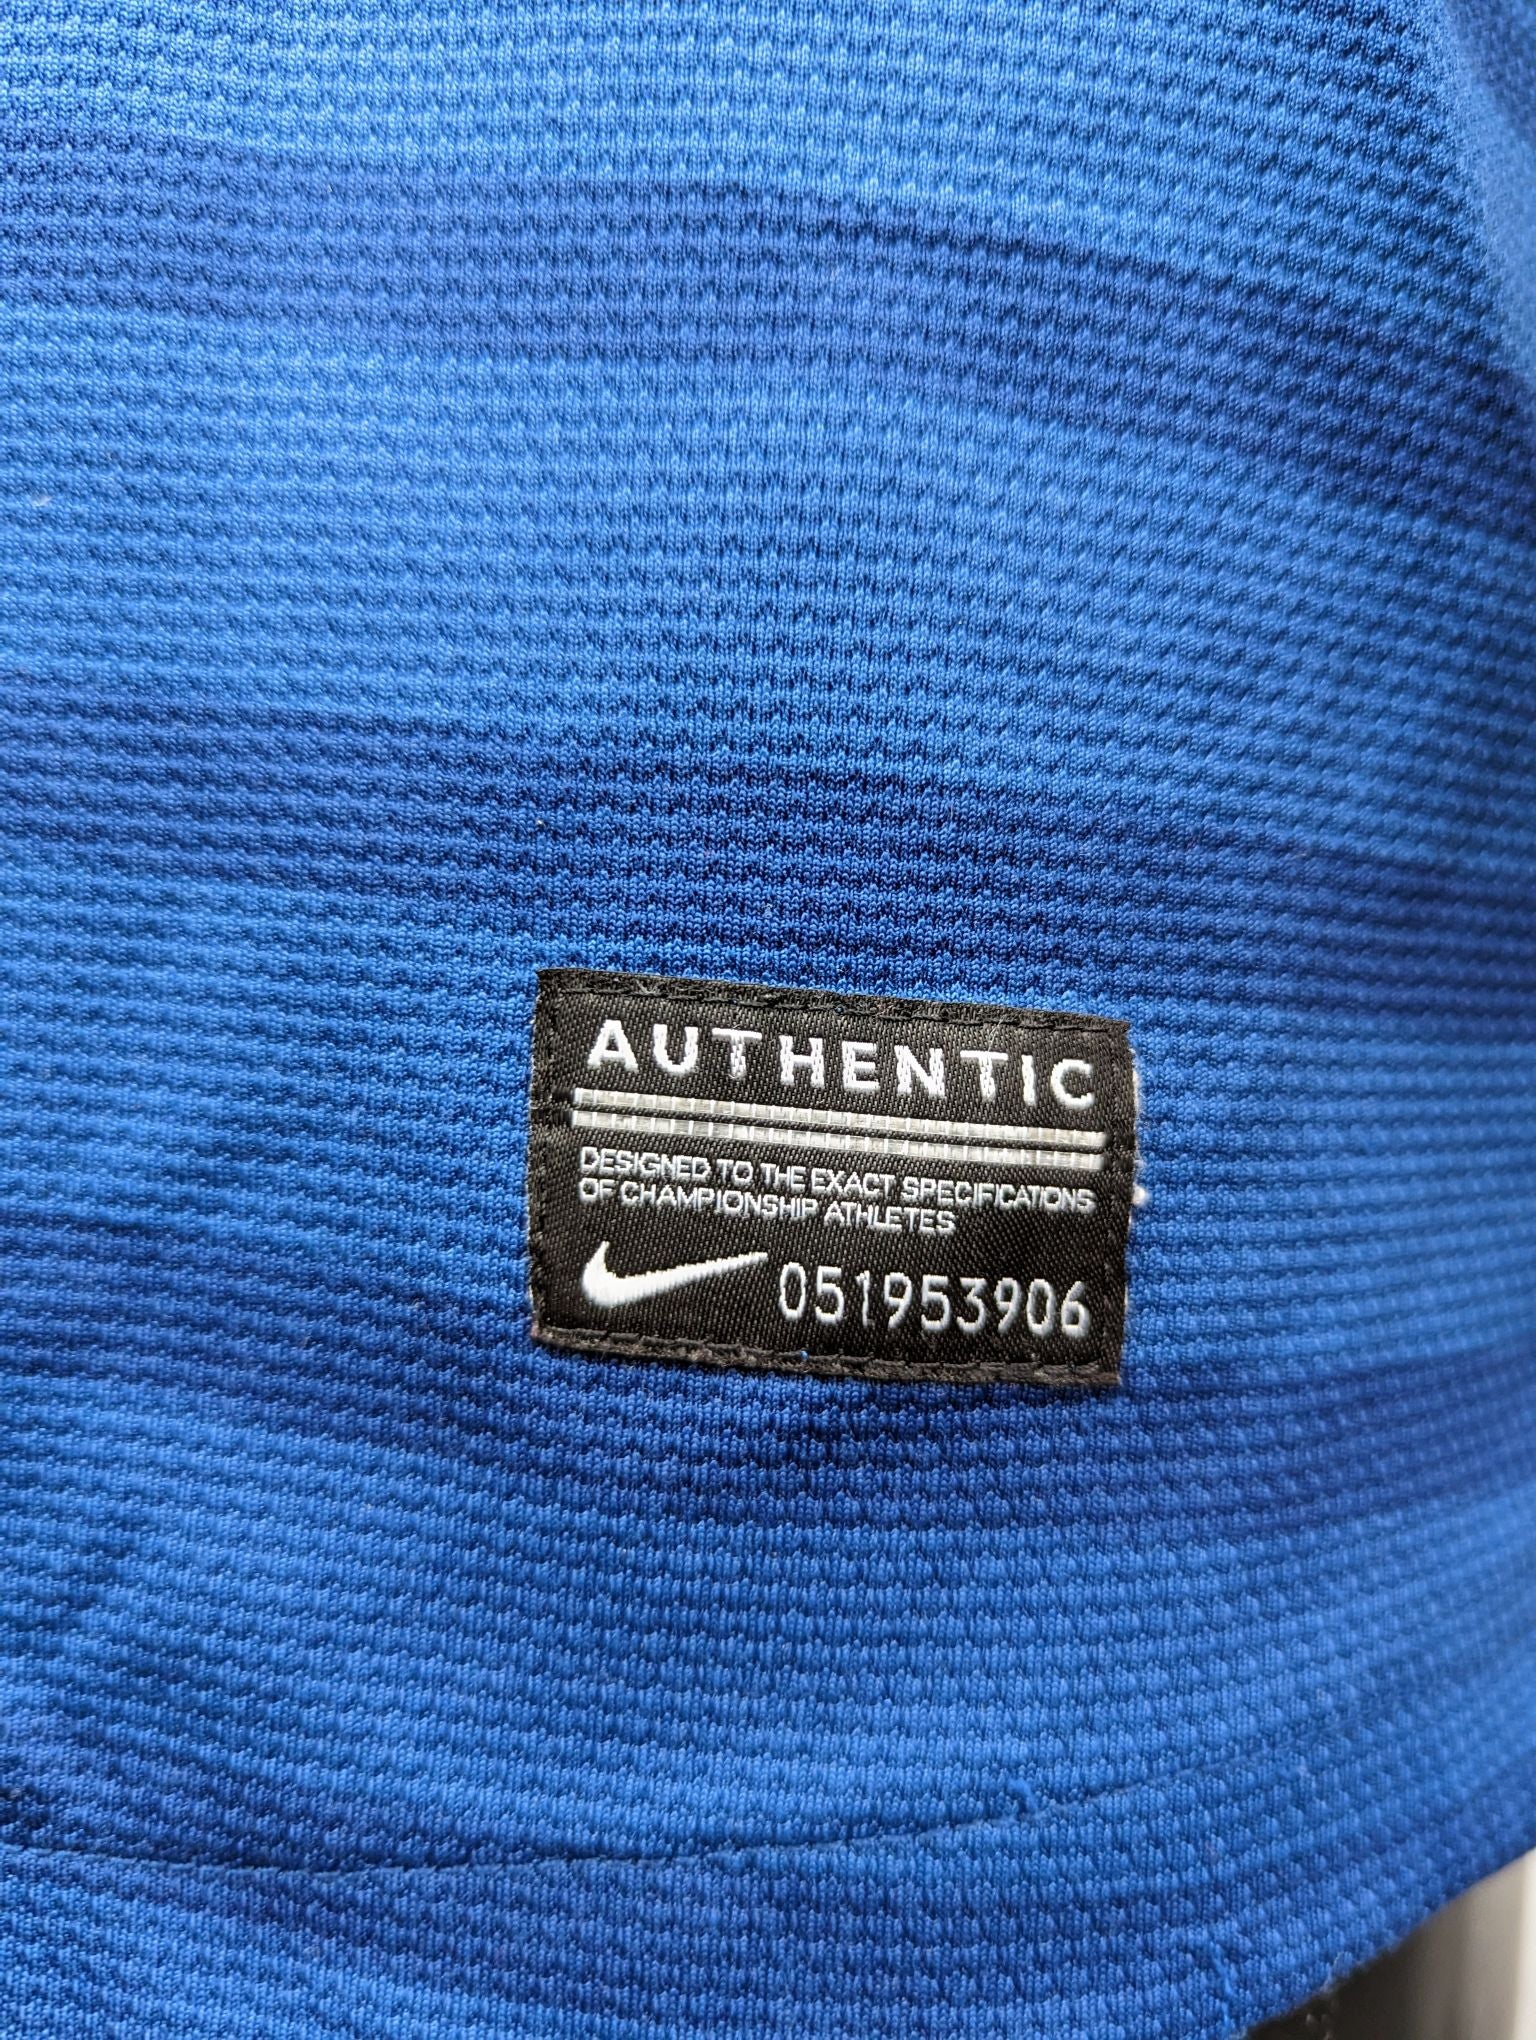 AUTHENTIC
DESIGNED TO THE EXACT SPECIFICATIONS
OF CHAMPIONSHIP ATHLETES
051953906